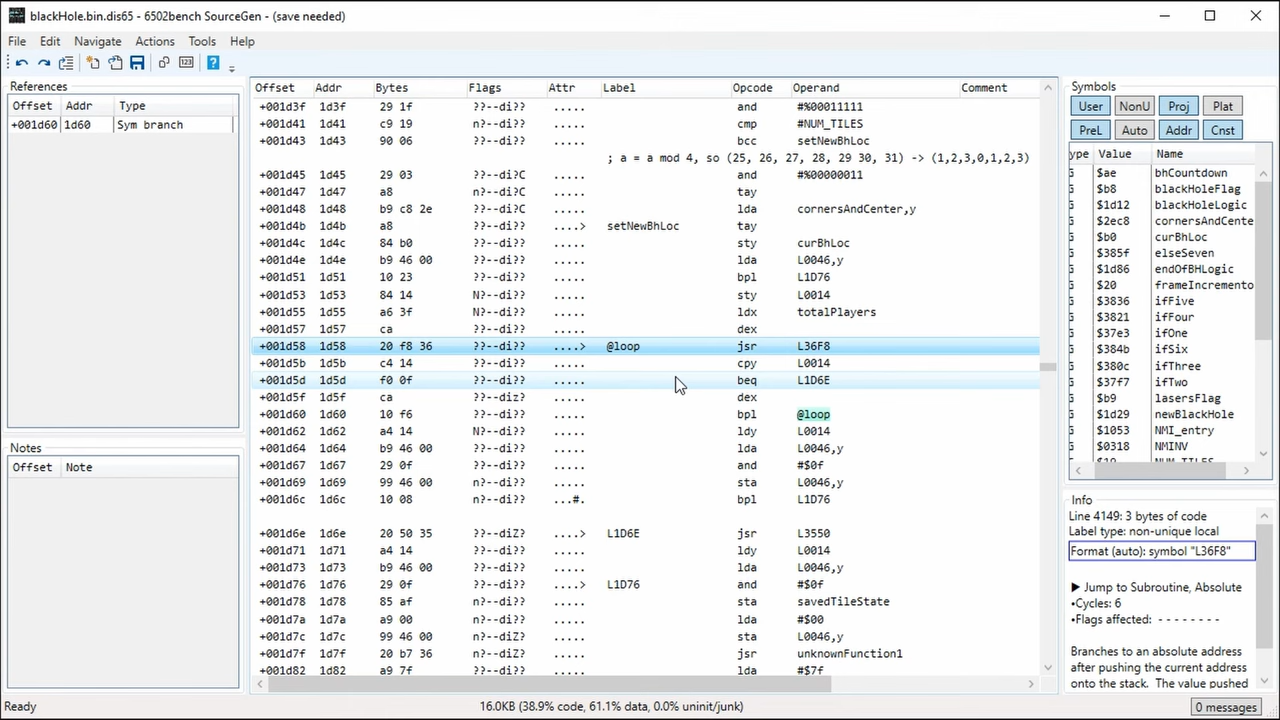 blackHole.bin.dis65 - 6502bench SourceGen - (save needed)
File Edit Navigate Actions Tools Help
References
Offset Addr Type
+001d60 1d60 Sym branch
Notes
Offset Note
Offset Addr Bytes Flags Attr Label Opcode Operand Comment
+001d3f 1d3f 29 1f ??--di?? ..... and #%00011111
+001d41 1d41 c9 19 n?--di?? ..... cmp #NUM_TILES
+001d43 1d43 90 06 ??--di?? ..... bcc setNewBhLoc
; a = a mod 4, so (25, 26, 27, 28, 29 30, 31) -> (1,2,3,0,1,2,3)
+001d45 1d45 29 03 ??--di?C ..... and #%00000011
+001d47 1d47 a8 n?--di?C ..... tay
+001d48 1d48 b9 c8 2e ??--di?C ..... lda cornersAndCenter,y
+001d4b 1d4b a8 ??--di?? ....> setNewBhLoc tay
+001d4c 1d4c 84 b0 ??--di?? ..... sty curBhLoc
+001d4e 1d4e b9 46 00 ??--di?? ..... lda L0046,y
+001d51 1d51 10 23 ??--di?? ..... bpl L1D76
+001d53 1d53 84 14 N?--di?? ..... sty L0014
+001d55 1d55 a6 3f N?--di?? ..... ldx totalPlayers
+001d57 1d57 ca ??--di?? ..... dex
+001d58 1d58 20 f8 36 ??--di?? ....> @loop jsr L36F8
+001d5b 1d5b c4 14 ??--di?? ..... cpy L0014
+001d5d 1d5d f0 0f ??--di?? ..... beq L1D6E
+001d5f 1d5f ca ??--diz? ..... dex
+001d60 1d60 10 f6 ??--di?? ..... bpl @loop
+001d62 1d62 a4 14 N?--di?? ..... ldy L0014
+001d64 1d64 b9 46 00 ??--di?? ..... lda L0046,y
+001d67 1d67 29 0f ??--di?? ..... and #$0f
+001d69 1d69 99 46 00 n?--di?? ..... sta L0046,y
+001d6c 1d6c 10 08 n?--di?? ...#. bpl L1D76
+001d6e 1d6e 20 50 35 ??--diZ? ....> L1D6E jsr L3550
+001d71 1d71 a4 14 ??--di?? ..... ldy L0014
+001d73 1d73 b9 46 00 ??--di?? ..... lda L0046,y
+001d76 1d76 29 0f ??--di?? ....> L1D76 and #$0f
+001d78 1d78 85 af n?--di?? ..... sta savedTileState
+001d7a 1d7a a9 00 n?--di?? ..... lda #$00
+001d7c 1d7c 99 46 00 n?--diZ? ..... sta L0046,y
+001d7f 1d7f 20 b7 36 n?--diZ? ..... jsr unknownFunction1
+001d82 1d82 a9 7f ??--di?? ..... lda #$7f
Symbols
User NonU Proj Plat
PreL Auto Addr Cnst
ype Value Name
G $ae bhCountdown
G $b8 blackHoleFlag
G $1d12 blackHoleLogic
G $2ec8 cornersAndCente
G $b0 curBhLoc
G $385f elseSeven
G $1d86 endOfBHLogic
G $20 frameIncremento
G $3836 ifFive
G $3821 ifFour
G $37e3 ifOne
G $384b ifSix
G $380c ifThree
G $37f7 ifTwo
G $b9 lasersFlag
G $1d29 newBlackHole
G $1053 NMI_entry
G $0318 NMINV
G $19 NUM_TILES
Info
Line 4149: 3 bytes of code
Label type: non-unique local
Format (auto): symbol "L36F8"
▶ Jump to Subroutine, Absolute
•Cycles: 6
•Flags affected: - - - - - - - -
Branches to an absolute address
after pushing the current address
onto the stack. The value pushed
Ready 16.0KB (38.9% code, 61.1% data, 0.0% uninit/junk) 0 messages